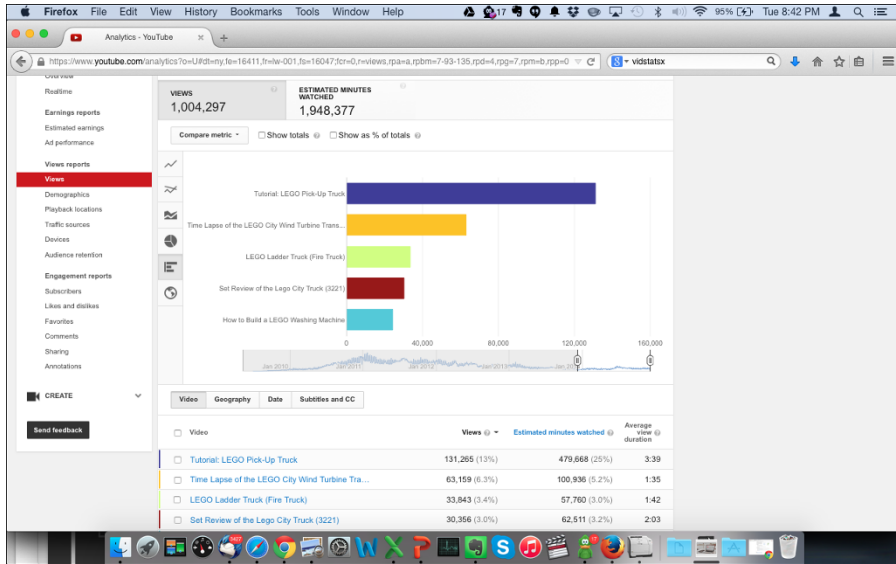 Firefox File Edit View History Bookmarks Tools Window Help 17 95% Tue 8:42 PM
Analytics - YouTube
https://www.youtube.com/analytics?o=U#dt=ny,fe=16411,fr=lw-001,fs=16047;fcr=0,r=views,rpa=a,rpbm=7-93-135,rpd=4,rpg=7,rpm=b,rpp=0 vidstatsx
Overview
Realtime
Earnings reports
Estimated earnings
Ad performance
Views reports
Views
Demographics
Playback locations
Traffic sources
Devices
Audience retention
Engagement reports
Subscribers
Likes and dislikes
Favorites
Comments
Sharing
Annotations
CREATE
Send feedback
VIEWS
1,004,297
ESTIMATED MINUTES
WATCHED
1,948,377
Compare metric Show totals Show as % of totals
Tutorial: LEGO Pick-Up Truck
Time Lapse of the LEGO City Wind Turbine Trans...
LEGO Ladder Truck (Fire Truck)
Set Review of the Lego City Truck (3221)
How to Build a LEGO Washing Machine
0 40,000 80,000 120,000 160,000
Jan 2010 Jan 2011 Jan 2012 Jan 2013
Video Geography Date Subtitles and CC
Video Views Estimated minutes watched Average view duration
Tutorial: LEGO Pick-Up Truck 131,265 (13%) 479,668 (25%) 3:39
Time Lapse of the LEGO City Wind Turbine Tra... 63,159 (6.3%) 100,936 (5.2%) 1:35
LEGO Ladder Truck (Fire Truck) 33,843 (3.4%) 57,760 (3.0%) 1:42
Set Review of the Lego City Truck (3221) 30,356 (3.0%) 62,511 (3.2%) 2:03